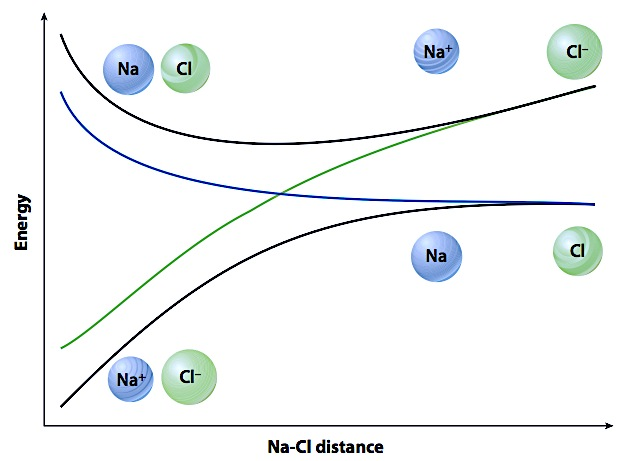 Na Cl Na⁺ Cl⁻
Energy
Na Cl
Na⁺ Cl⁻
Na-Cl distance